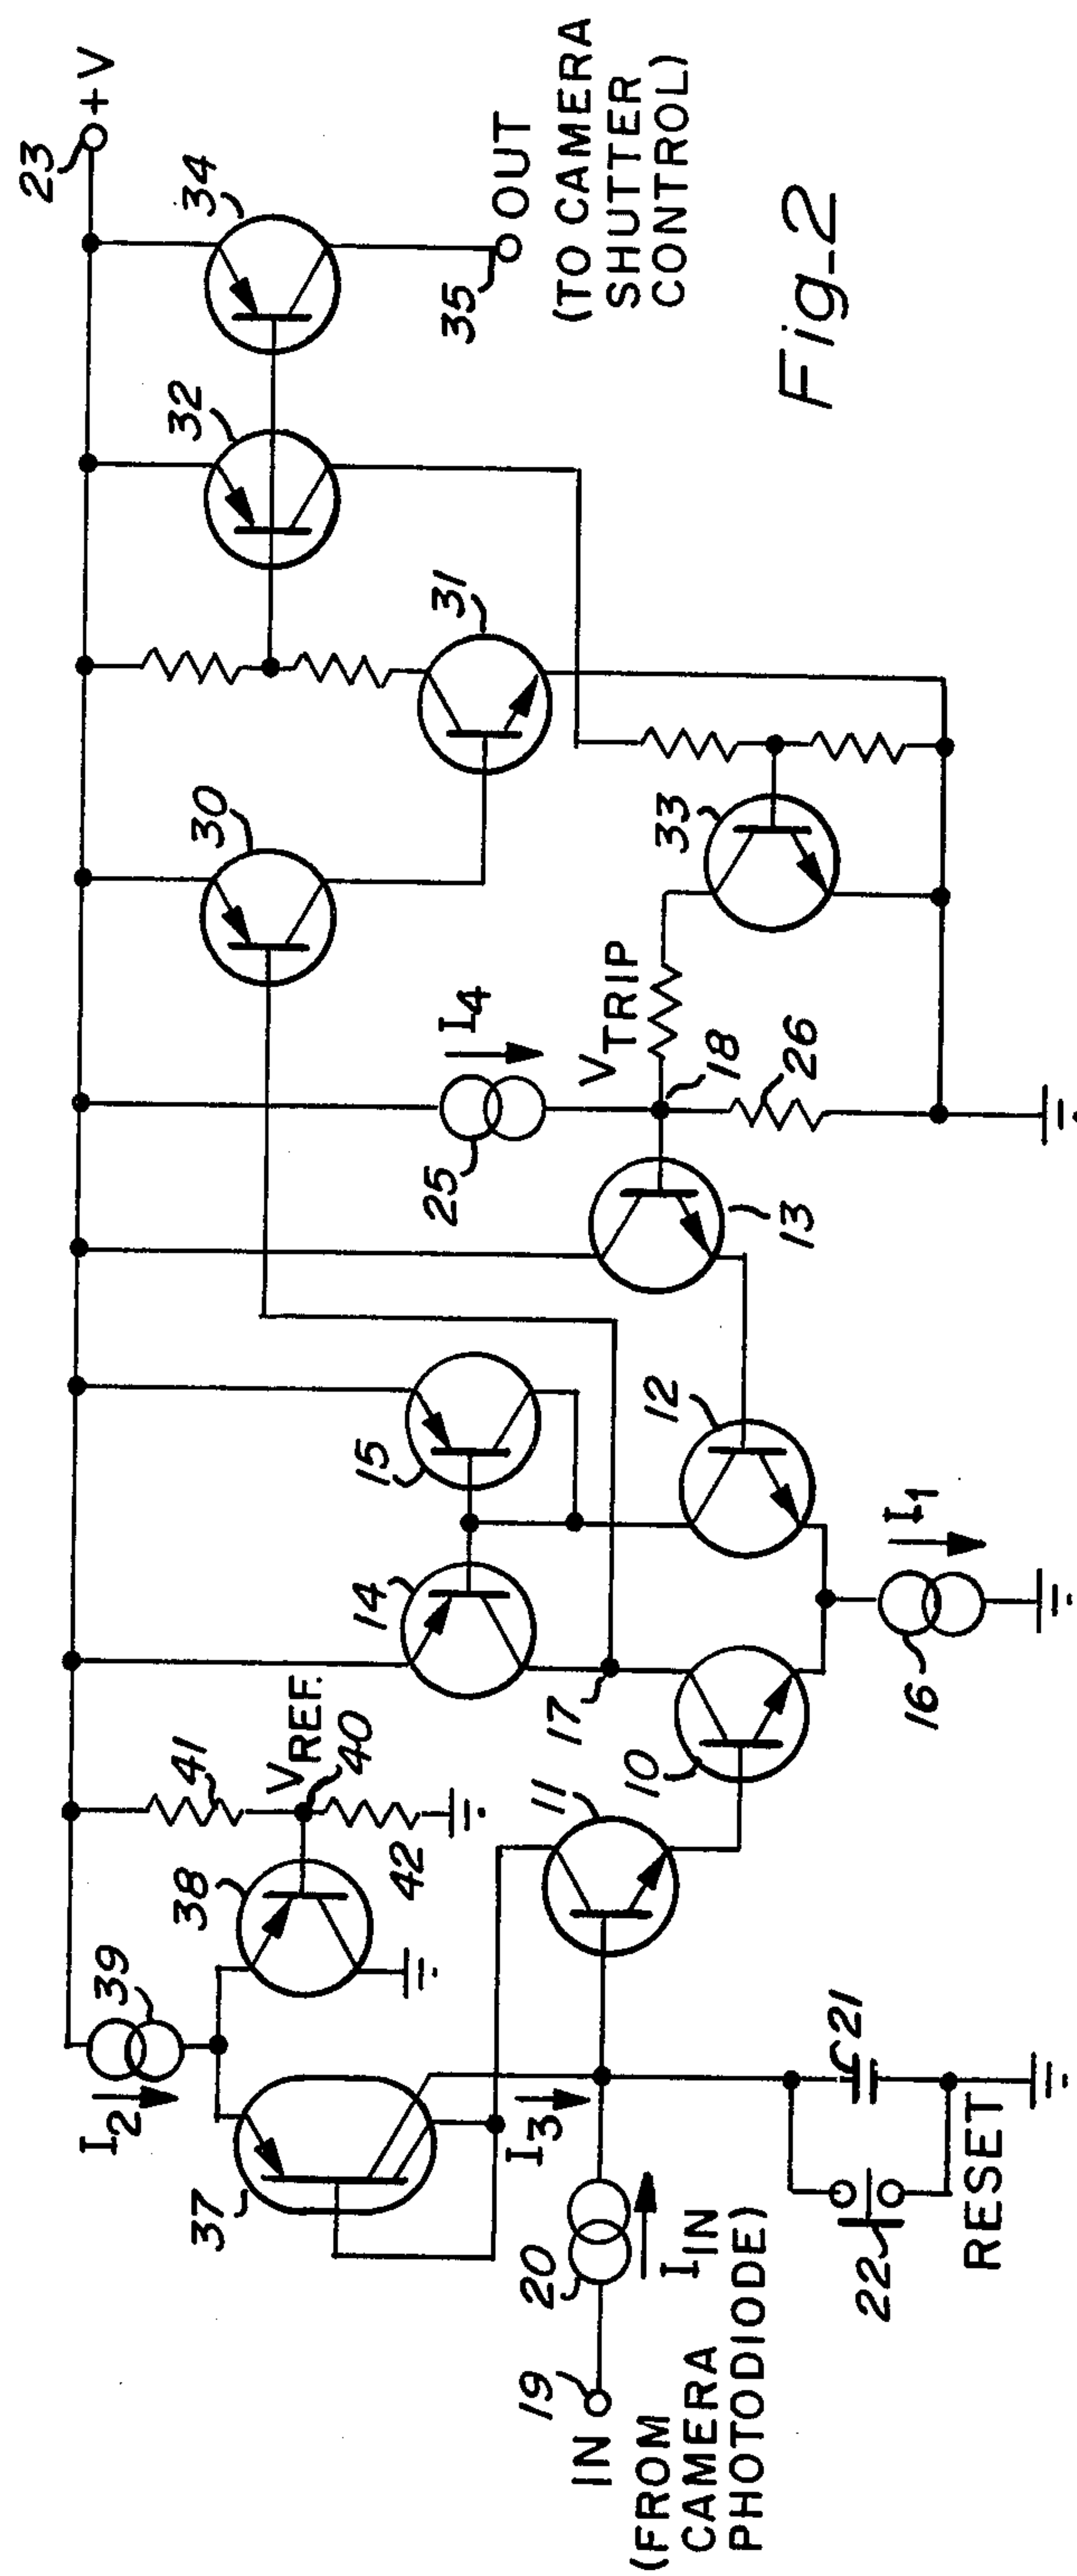 23
+V
34
32
35
OUT
(TO CAMERA
SHUTTER
CONTROL)
31
30
33
I4
25
VTRIP
18
26
13
15
14
12
17
10
I1
16
41
VREF.
40
38
42
11
39
I2
37
I3
20
IIN
19
IN
(FROM
CAMERA
PHOTODIODE)
21
22
RESET
Fig_2